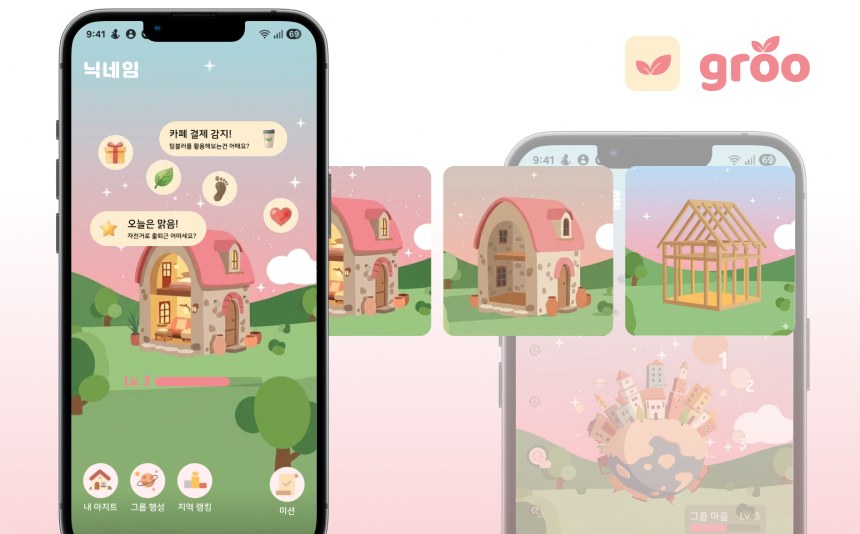 9:41
69
닉네임
카페 결제 감지!
텀블러를 활용해보는건 어때요?
오늘은 맑음!
자전거로 출퇴근 어떠세요?
Lv. 3
내 아지트
그룹 행성
지역 랭킹
미션
groo
9:41
69
1
2
3
그룹 마을 Lv. 3